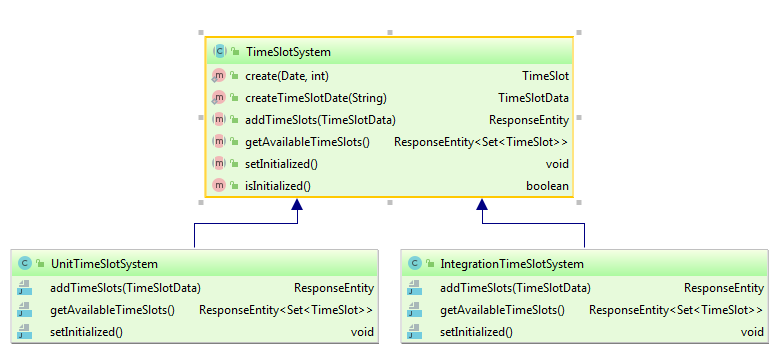 TimeSlotSystem
create(Date, int) TimeSlot
createTimeSlotDate(String) TimeSlotData
addTimeSlots(TimeSlotData) ResponseEntity
getAvailableTimeSlots() ResponseEntity<Set<TimeSlot>>
setInitialized() void
isInitialized() boolean
UnitTimeSlotSystem
addTimeSlots(TimeSlotData) ResponseEntity
getAvailableTimeSlots() ResponseEntity<Set<TimeSlot>>
setInitialized() void
IntegrationTimeSlotSystem
addTimeSlots(TimeSlotData) ResponseEntity
getAvailableTimeSlots() ResponseEntity<Set<TimeSlot>>
setInitialized() void